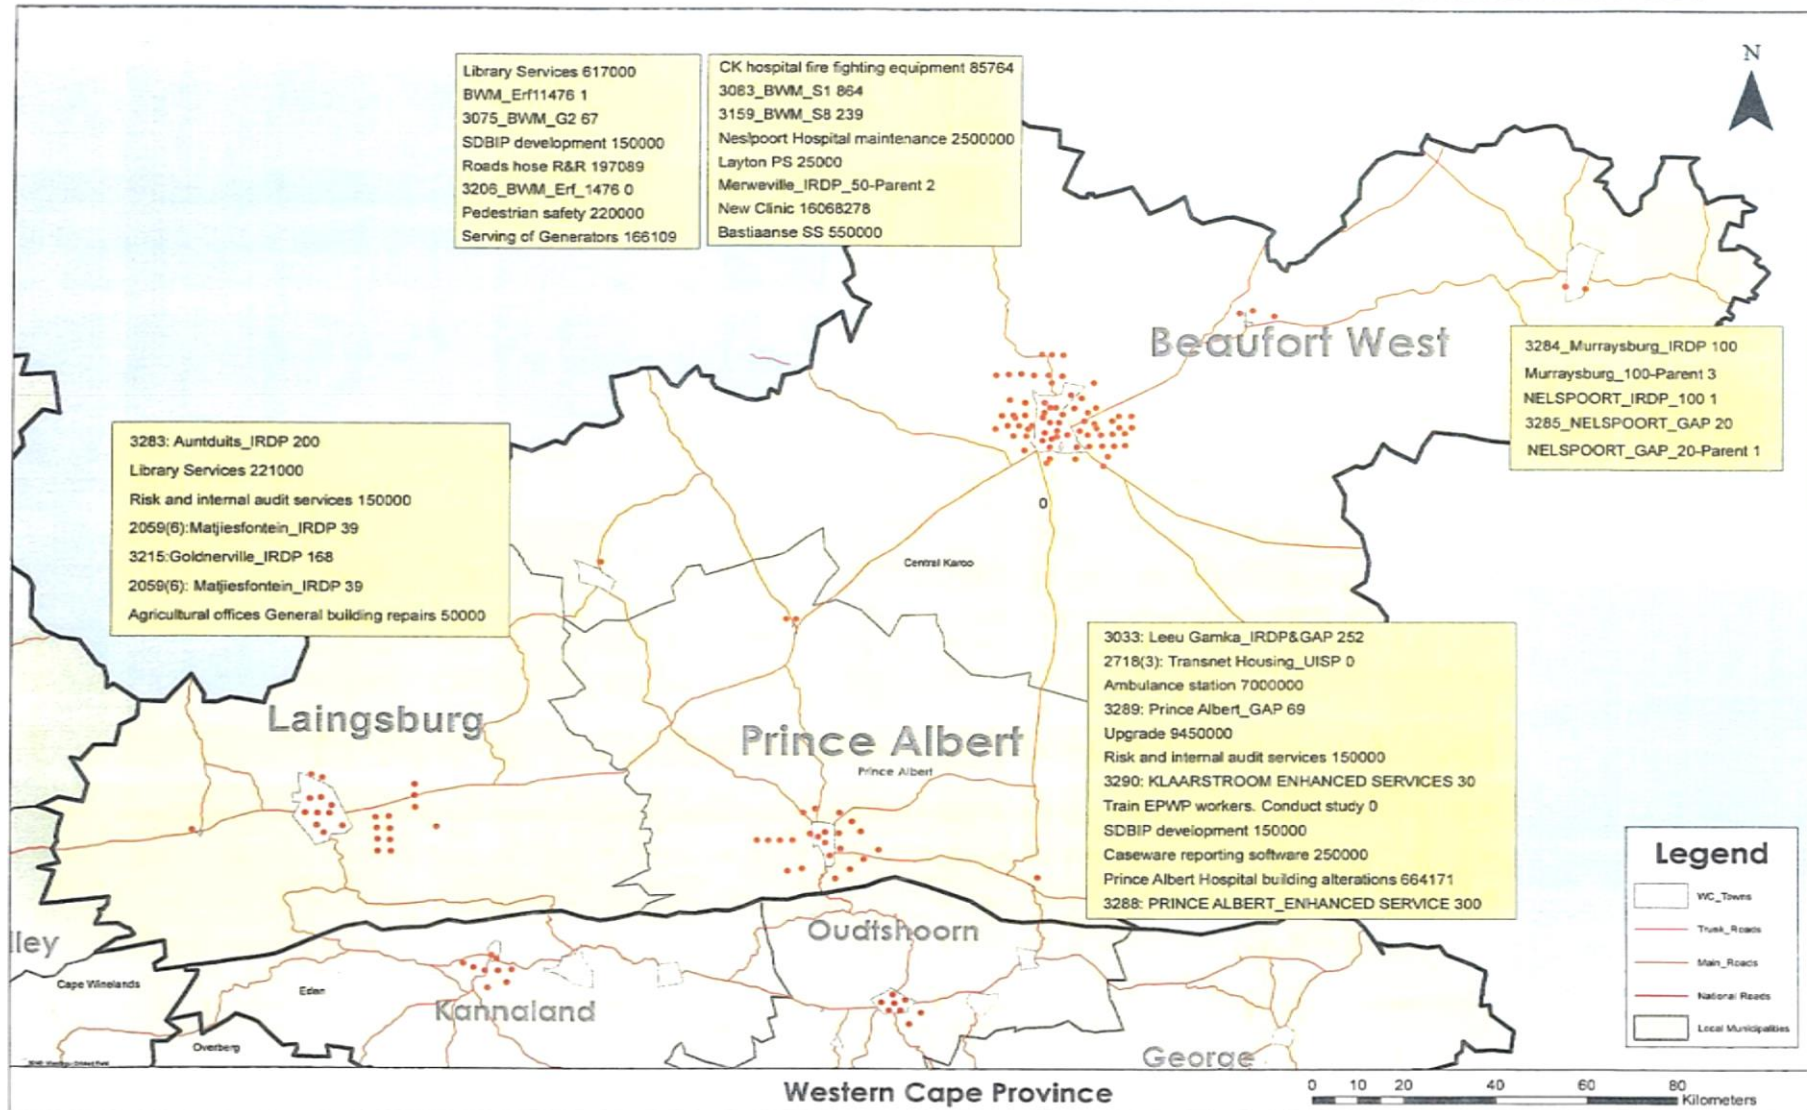 N
Library Services 617000
BWM_Erf11476 1
3075_BWM_G2 67
SDBIP development 150000
Roads hose R&R 197089
3206_BWM_Erf_1476 0
Pedestrian safety 220000
Serving of Generators 166109
CK hospital fire fighting equipment 85764
3083_BWM_S1 864
3159_BWM_S8 239
Neslpoort Hospital maintenance 2500000
Layton PS 25000
Merweville_IRDP_50-Parent 2
New Clinic 16068278
Bastiaanse SS 550000
Beaufort West
3284_Murraysburg_IRDP 100
Murraysburg_100-Parent 3
NELSPOORT_IRDP_100 1
3285_NELSPOORT_GAP 20
NELSPOORT_GAP_20-Parent 1
3283: Auntduits_IRDP 200
Library Services 221000
Risk and internal audit services 150000
2059(6):Matjiesfontein_IRDP 39
3215:Goldnerville_IRDP 168
2059(6): Matjiesfontein_IRDP 39
Agricultural offices General building repairs 50000
0
Central Karoo
3033: Leeu Gamka_IRDP&GAP 252
2718(3): Transnet Housing_UISP 0
Ambulance station 7000000
3289: Prince Albert_GAP 69
Upgrade 9450000
Risk and internal audit services 150000
3290: KLAARSTROOM ENHANCED SERVICES 30
Train EPWP workers. Conduct study 0
SDBIP development 150000
Caseware reporting software 250000
Prince Albert Hospital building alterations 664171
3288: PRINCE ALBERT_ENHANCED SERVICE 300
Laingsburg
Prince Albert
Prince Albert
Legend
WC_Towns
Trunk_Roads
Main_Roads
National Roads
Local Municipalities
lley
Cape Winelands
Eden
Overberg
Kannaland
Oudtshoorn
George
Western Cape Province
0 10 20 40 60 80
Kilometers